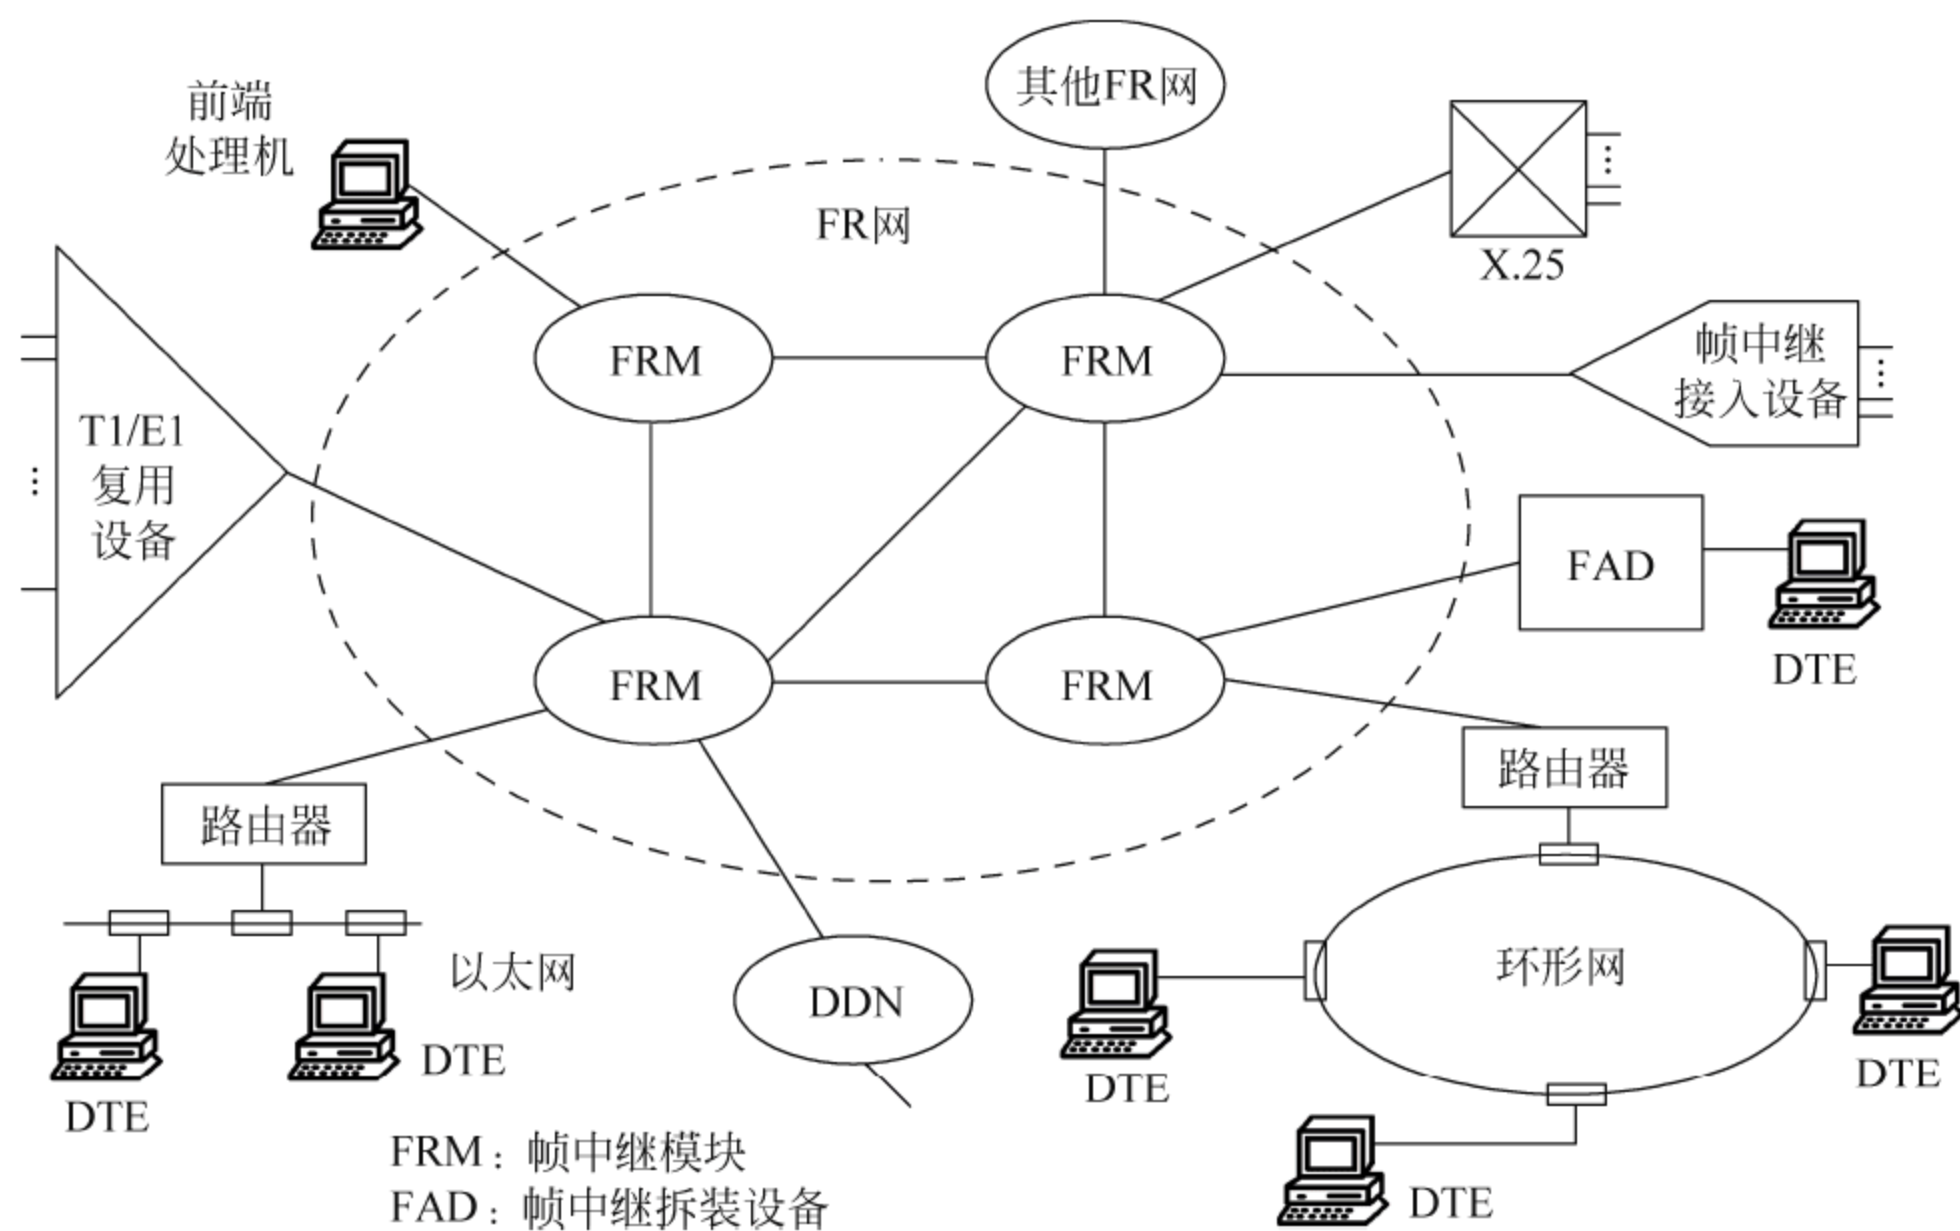 其他FR网
前端
处理机
FR网
X.25
FRM
FRM
帧中继
接入设备
T1/E1
复用
设备
FAD
DTE
FRM
FRM
路由器
路由器
以太网
DTE
DTE
DDN
环形网
DTE
DTE
DTE
FRM：帧中继模块
FAD：帧中继拆装设备